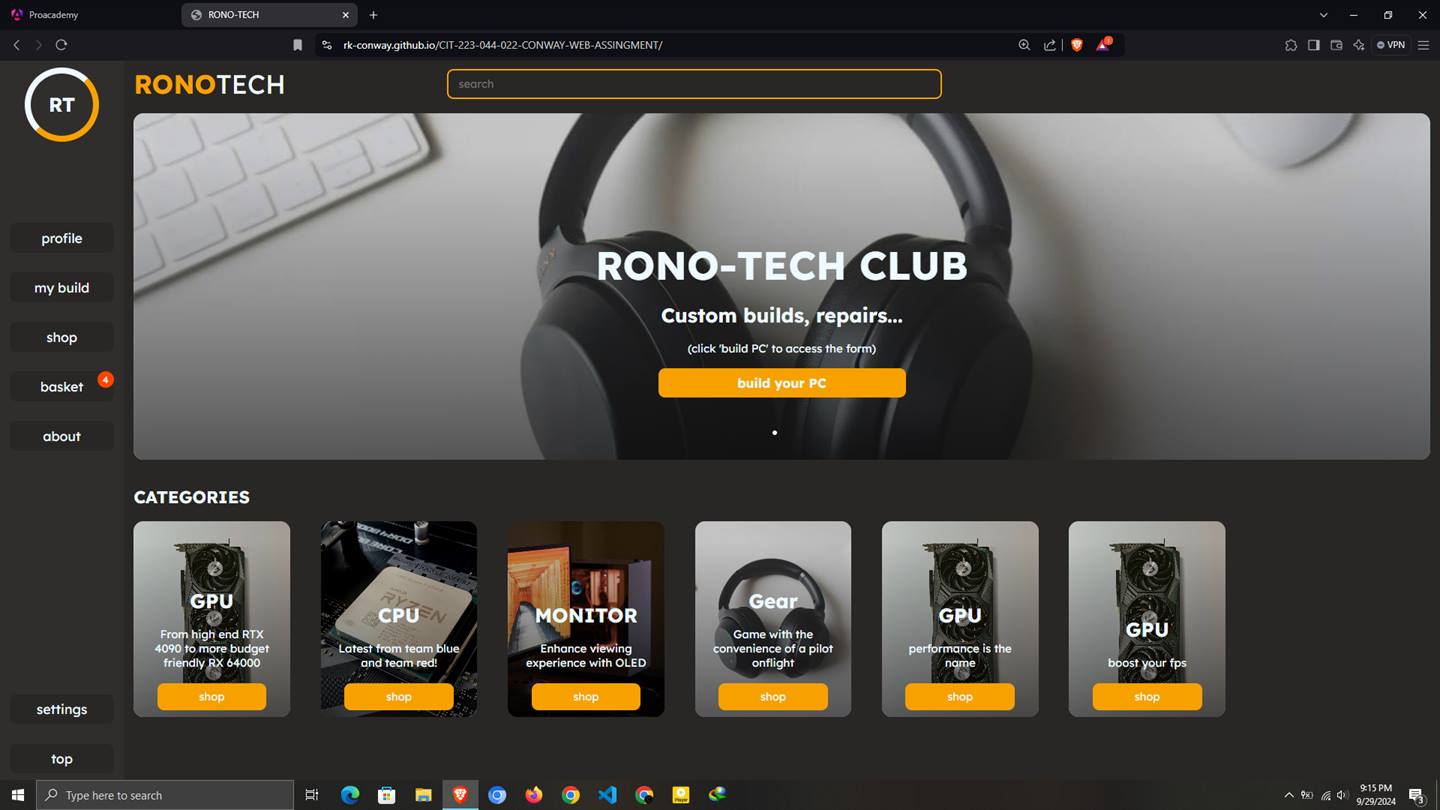 Proacademy
RONO-TECH
rk-conway.github.io/CIT-223-044-022-CONWAY-WEB-ASSINGMENT/
1
VPN
RT
RONOTECH
search
profile
my build
shop
basket
4
about
settings
top
RONO-TECH CLUB
Custom builds, repairs...
(click 'build PC' to access the form)
build your PC
CATEGORIES
GPU
From high end RTX
4090 to more budget
friendly RX 64000
shop
RYZEN
CPU
Latest from team blue
and team red!
shop
MONITOR
Enhance viewing
experience with OLED
shop
Gear
Game with the
convenience of a pilot
onflight
shop
GPU
performance is the
name
shop
GPU
boost your fps
shop
Type here to search
9:15 PM
9/29/2024
3